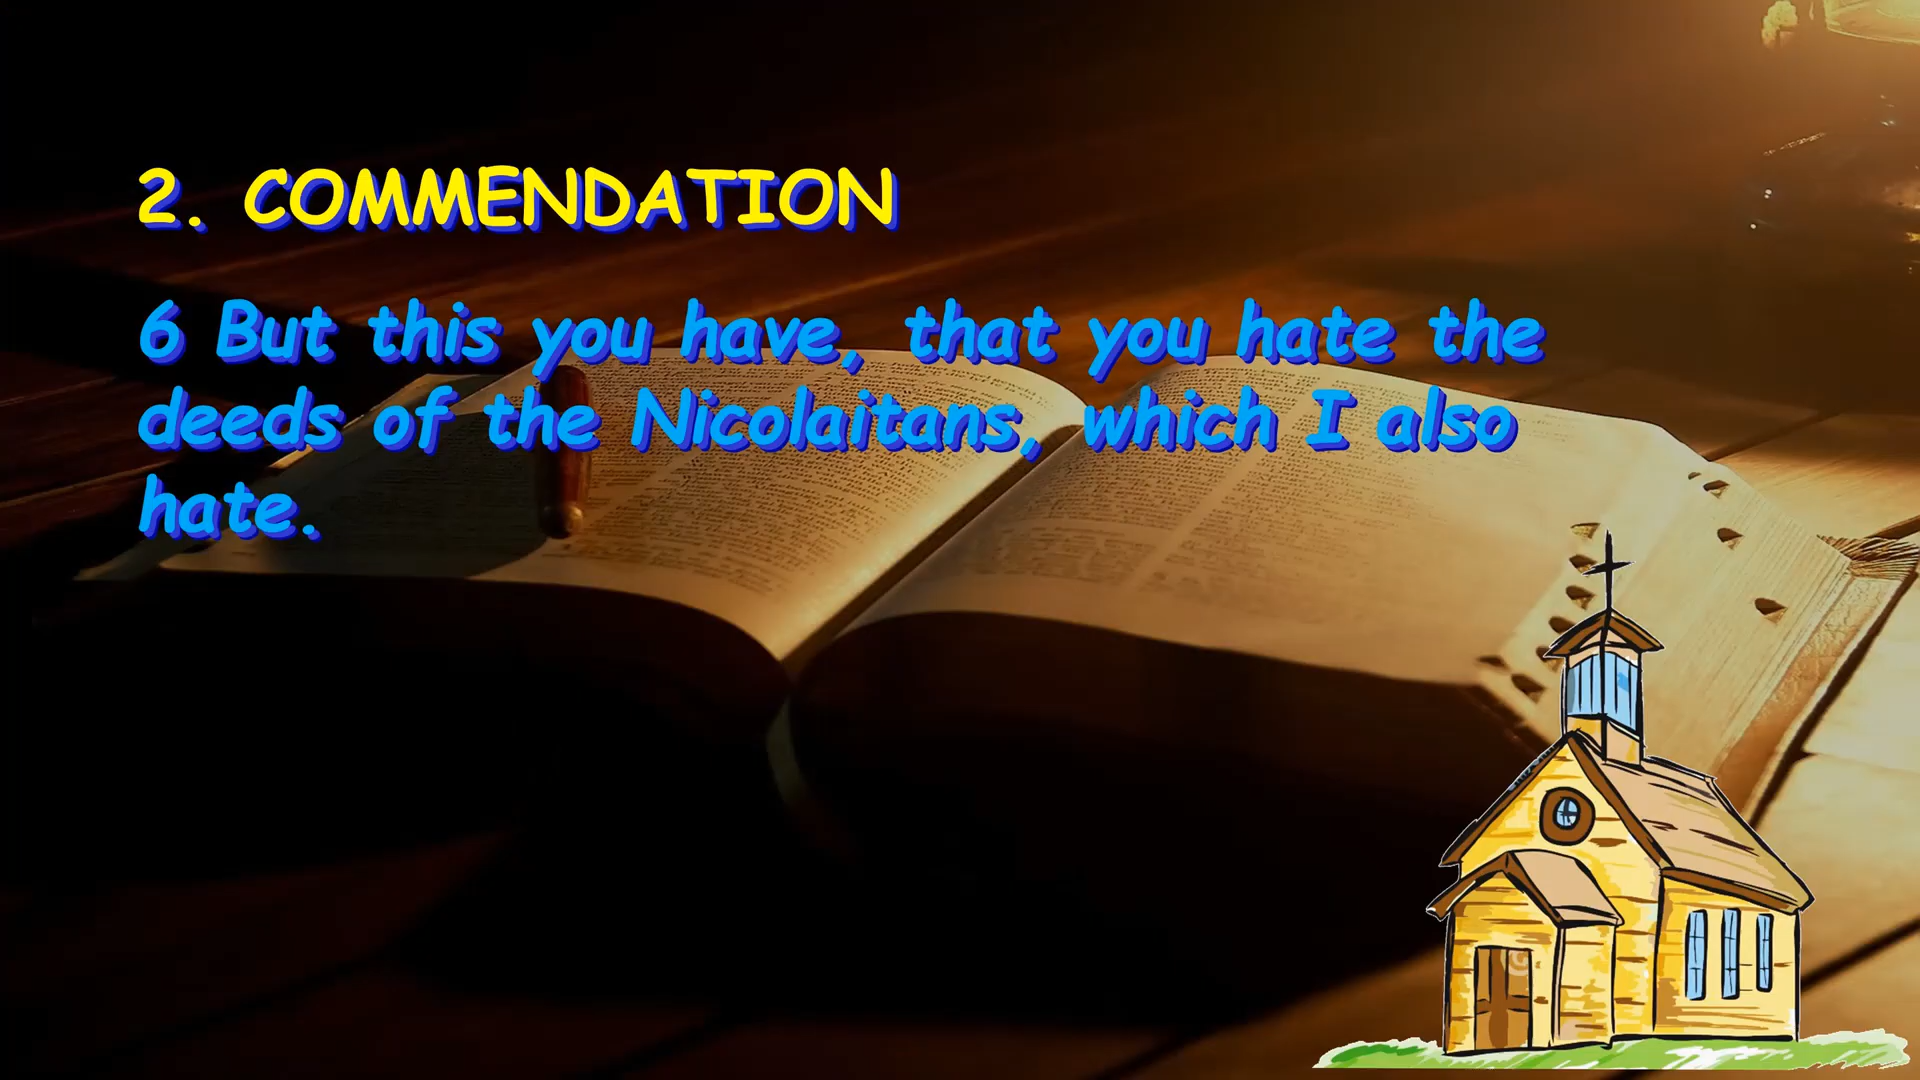 2. COMMENDATION
6 But this you have, that you hate the
deeds of the Nicolaitans, which I also
hate.